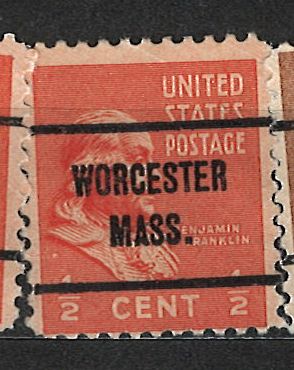 UNITED
STATES
POSTAGE
WORCESTER
MASS.
ENJAMIN
RANKLIN
1/2 CENT 1/2